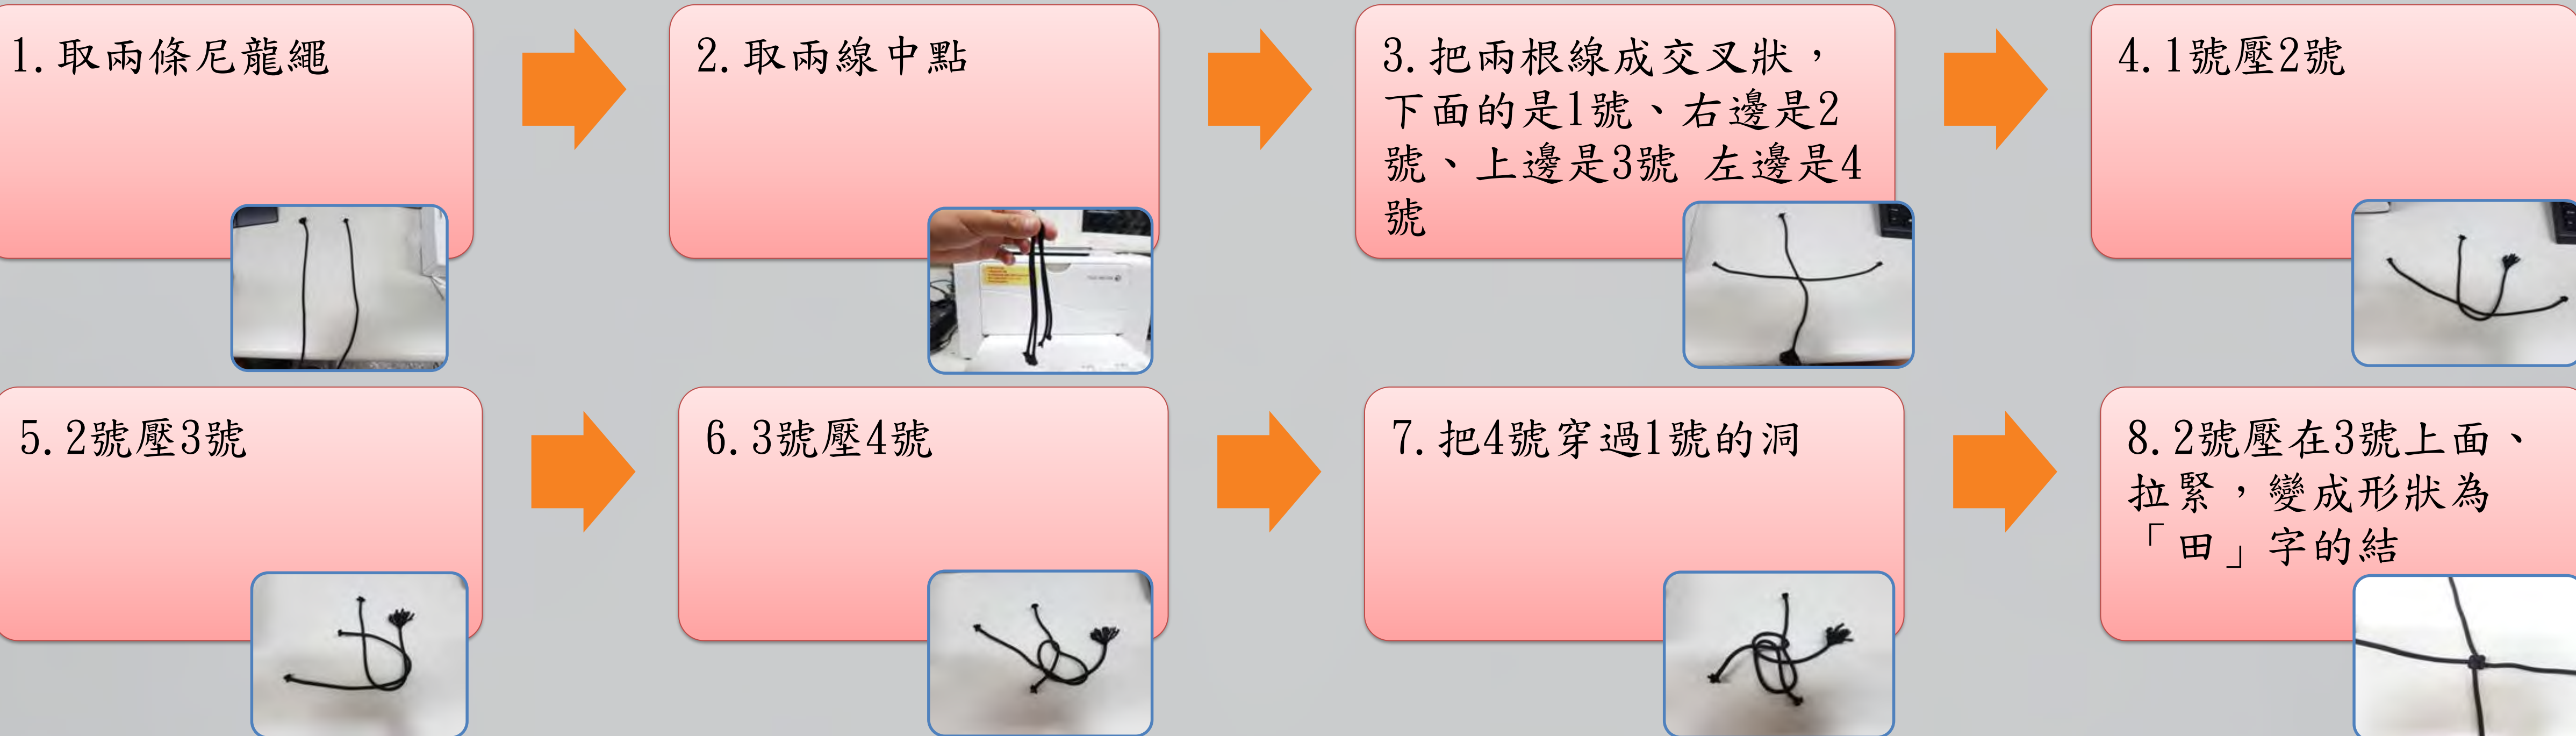 1.取兩條尼龍繩
2.取兩線中點
3.把兩根線成交叉狀，
下面的是1號、右邊是2
號、上邊是3號 左邊是4
號
4.1號壓2號
5.2號壓3號
6.3號壓4號
7.把4號穿過1號的洞
8.2號壓在3號上面、
拉緊，變成形狀為
「田」字的結